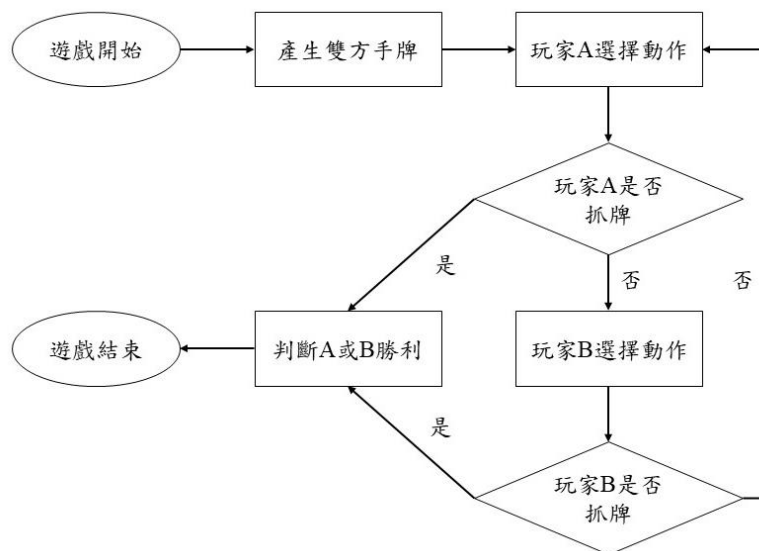 遊戲開始
產生雙方手牌
玩家A選擇動作
玩家A是否
抓牌
是
否
否
遊戲結束
判斷A或B勝利
玩家B選擇動作
是
玩家B是否
抓牌